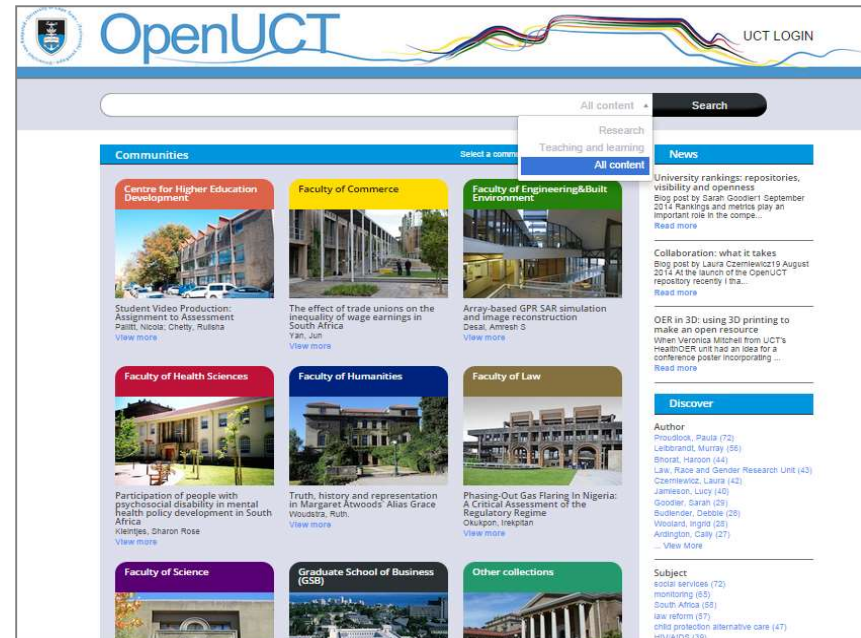 OpenUCT
UCT LOGIN
All content
Search
Research
Teaching and learning
All content
Communities
Select a comm
News
Centre for Higher Education
Development
Student Video Production:
Assignment to Assessment
Pallitt, Nicola; Chetty, Rulisha
View more
Faculty of Commerce
The effect of trade unions on the
inequality of wage earnings in
South Africa
Yan, Jun
View more
Faculty of Engineering&Built
Environment
Array-based GPR SAR simulation
and image reconstruction
Desai, Amresh S
View more
Faculty of Health Sciences
Participation of people with
psychosocial disability in mental
health policy development in South
Africa
Kleintjes, Sharon Rose
View more
Faculty of Humanities
Truth, history and representation
in Margaret Atwoods' Alias Grace
Woudstra, Ruth.
View more
Faculty of Law
Phasing-Out Gas Flaring In Nigeria:
A Critical Assessment of the
Regulatory Regime
Okukpon, Irekpitan
View more
Faculty of Science
Graduate School of Business
(GSB)
Other collections
University rankings: repositories,
visibility and openness
Blog post by Sarah Goodier1 September
2014 Rankings and metrics play an
important role in the compe...
Read more
Collaboration: what it takes
Blog post by Laura Czerniewicz19 August
2014 At the launch of the OpenUCT
repository recently I tha...
Read more
OER in 3D: using 3D printing to
make an open resource
When Veronica Mitchell from UCT's
HealthOER unit had an idea for a
conference poster incorporating ...
Read more
Discover
Author
Proudlock, Paula (72)
Leibbrandt, Murray (56)
Bhorat, Haroon (44)
Law, Race and Gender Research Unit (43)
Czerniewicz, Laura (42)
Jamieson, Lucy (40)
Goodier, Sarah (29)
Budlender, Debbie (28)
Woolard, Ingrid (28)
Ardington, Cally (27)
... View More
Subject
social services (72)
monitoring (65)
South Africa (58)
law reform (57)
child protection alternative care (47)
HIV/AIDS (39)